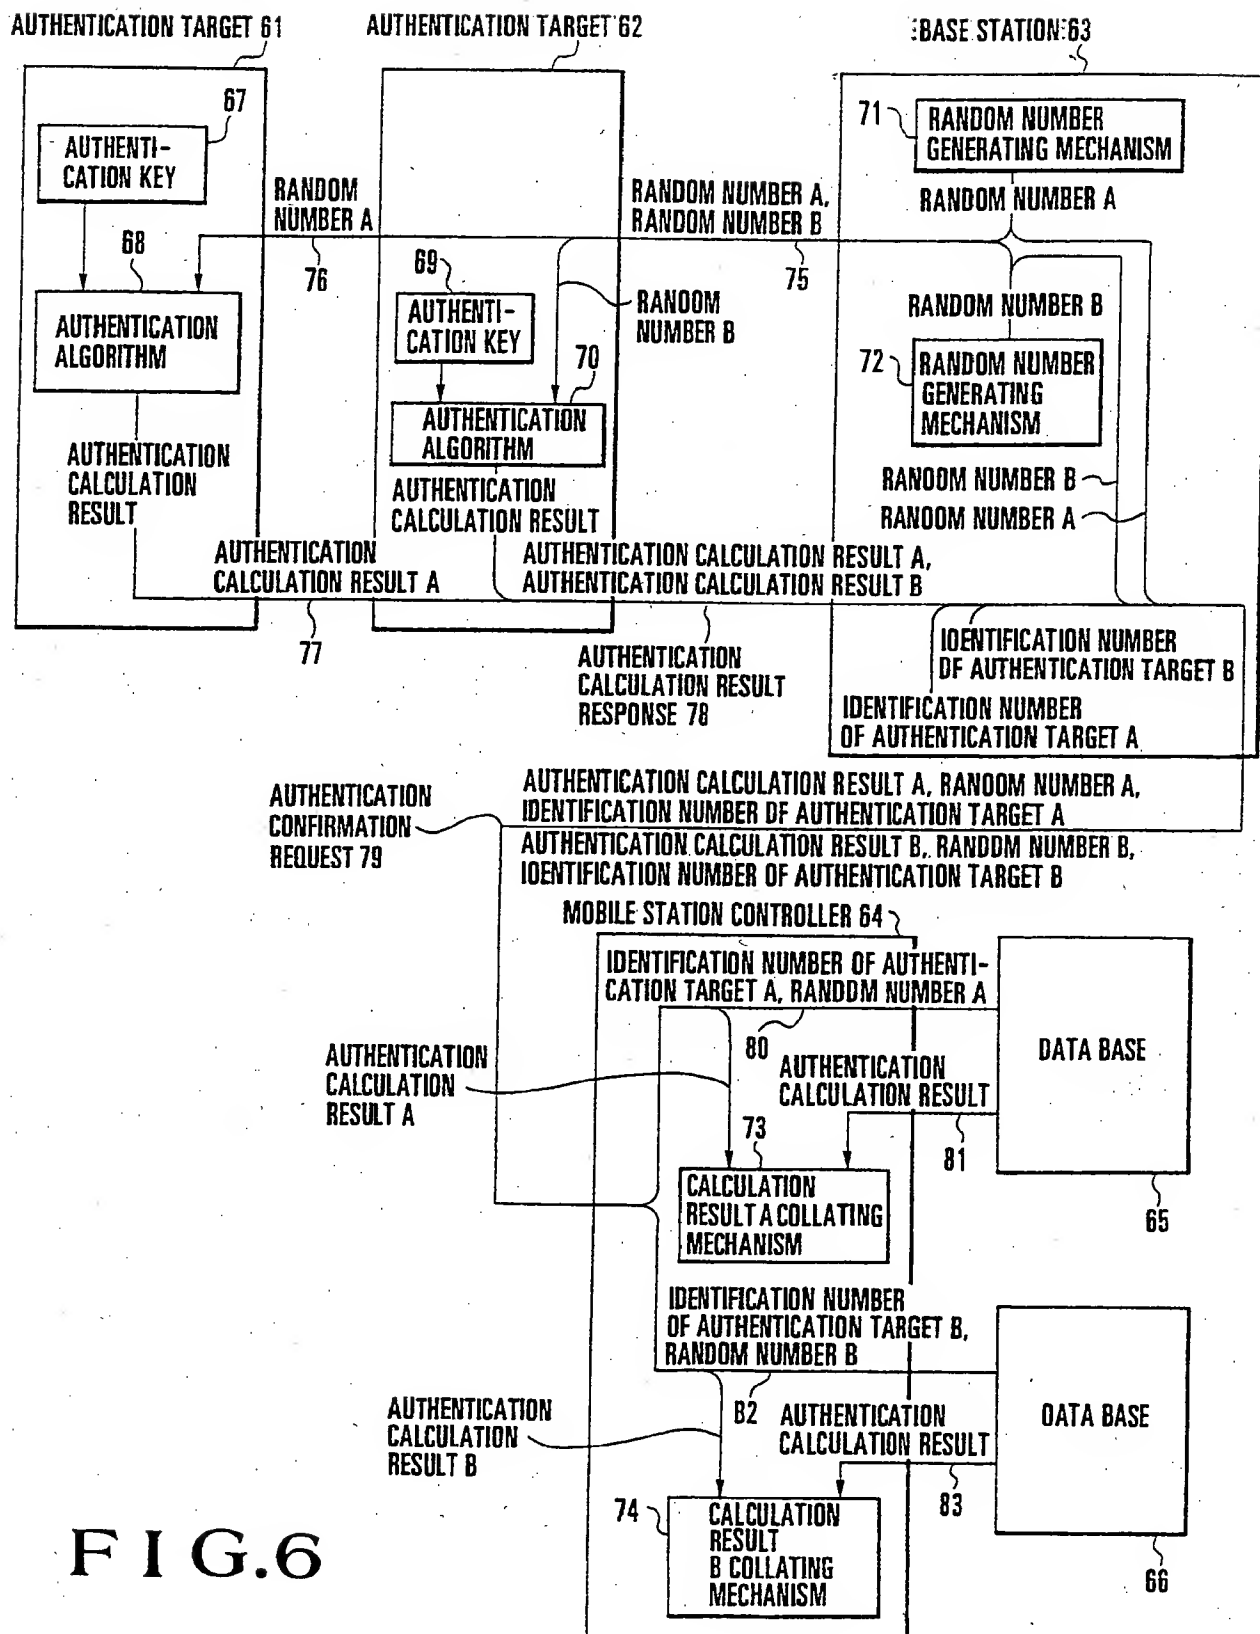 AUTHENTICATION TARGET 61
AUTHENTICATION TARGET 62
BASE STATION 63
67
AUTHENTI-
CATION KEY
68
AUTHENTICATION
ALGORITHM
AUTHENTICATION
CALCULATION
RESULT
RANDOM
NUMBER A
76
69
AUTHENTI-
CATION KEY
RANDOM NUMBER A,
RANDOM NUMBER B
75
RANDOM
NUMBER B
70
AUTHENTICATION
ALGORITHM
AUTHENTICATION
CALCULATION RESULT
71
RANDOM NUMBER
GENERATING MECHANISM
RANDOM NUMBER A
RANDOM NUMBER B
72
RANDOM NUMBER
GENERATING
MECHANISM
RANDOM NUMBER B
RANDOM NUMBER A
AUTHENTICATION
CALCULATION RESULT A
77
AUTHENTICATION CALCULATION RESULT A,
AUTHENTICATION CALCULATION RESULT B
AUTHENTICATION
CALCULATION RESULT
RESPONSE 78
IDENTIFICATION NUMBER
OF AUTHENTICATION TARGET B
IDENTIFICATION NUMBER
OF AUTHENTICATION TARGET A
AUTHENTICATION
CONFIRMATION
REQUEST 79
AUTHENTICATION CALCULATION RESULT A, RANDOM NUMBER A,
IDENTIFICATION NUMBER OF AUTHENTICATION TARGET A
AUTHENTICATION CALCULATION RESULT B, RANDOM NUMBER B,
IDENTIFICATION NUMBER OF AUTHENTICATION TARGET B
MOBILE STATION CONTROLLER 64
IDENTIFICATION NUMBER OF AUTHENTI-
CATION TARGET A, RANDOM NUMBER A
80
AUTHENTICATION
CALCULATION
RESULT A
AUTHENTICATION
CALCULATION RESULT
81
DATA BASE
65
73
CALCULATION
RESULT A COLLATING
MECHANISM
IDENTIFICATION NUMBER
OF AUTHENTICATION TARGET B,
RANDOM NUMBER B
82
AUTHENTICATION
CALCULATION
RESULT B
AUTHENTICATION
CALCULATION RESULT
83
DATA BASE
66
74
CALCULATION
RESULT
B COLLATING
MECHANISM
FIG.6